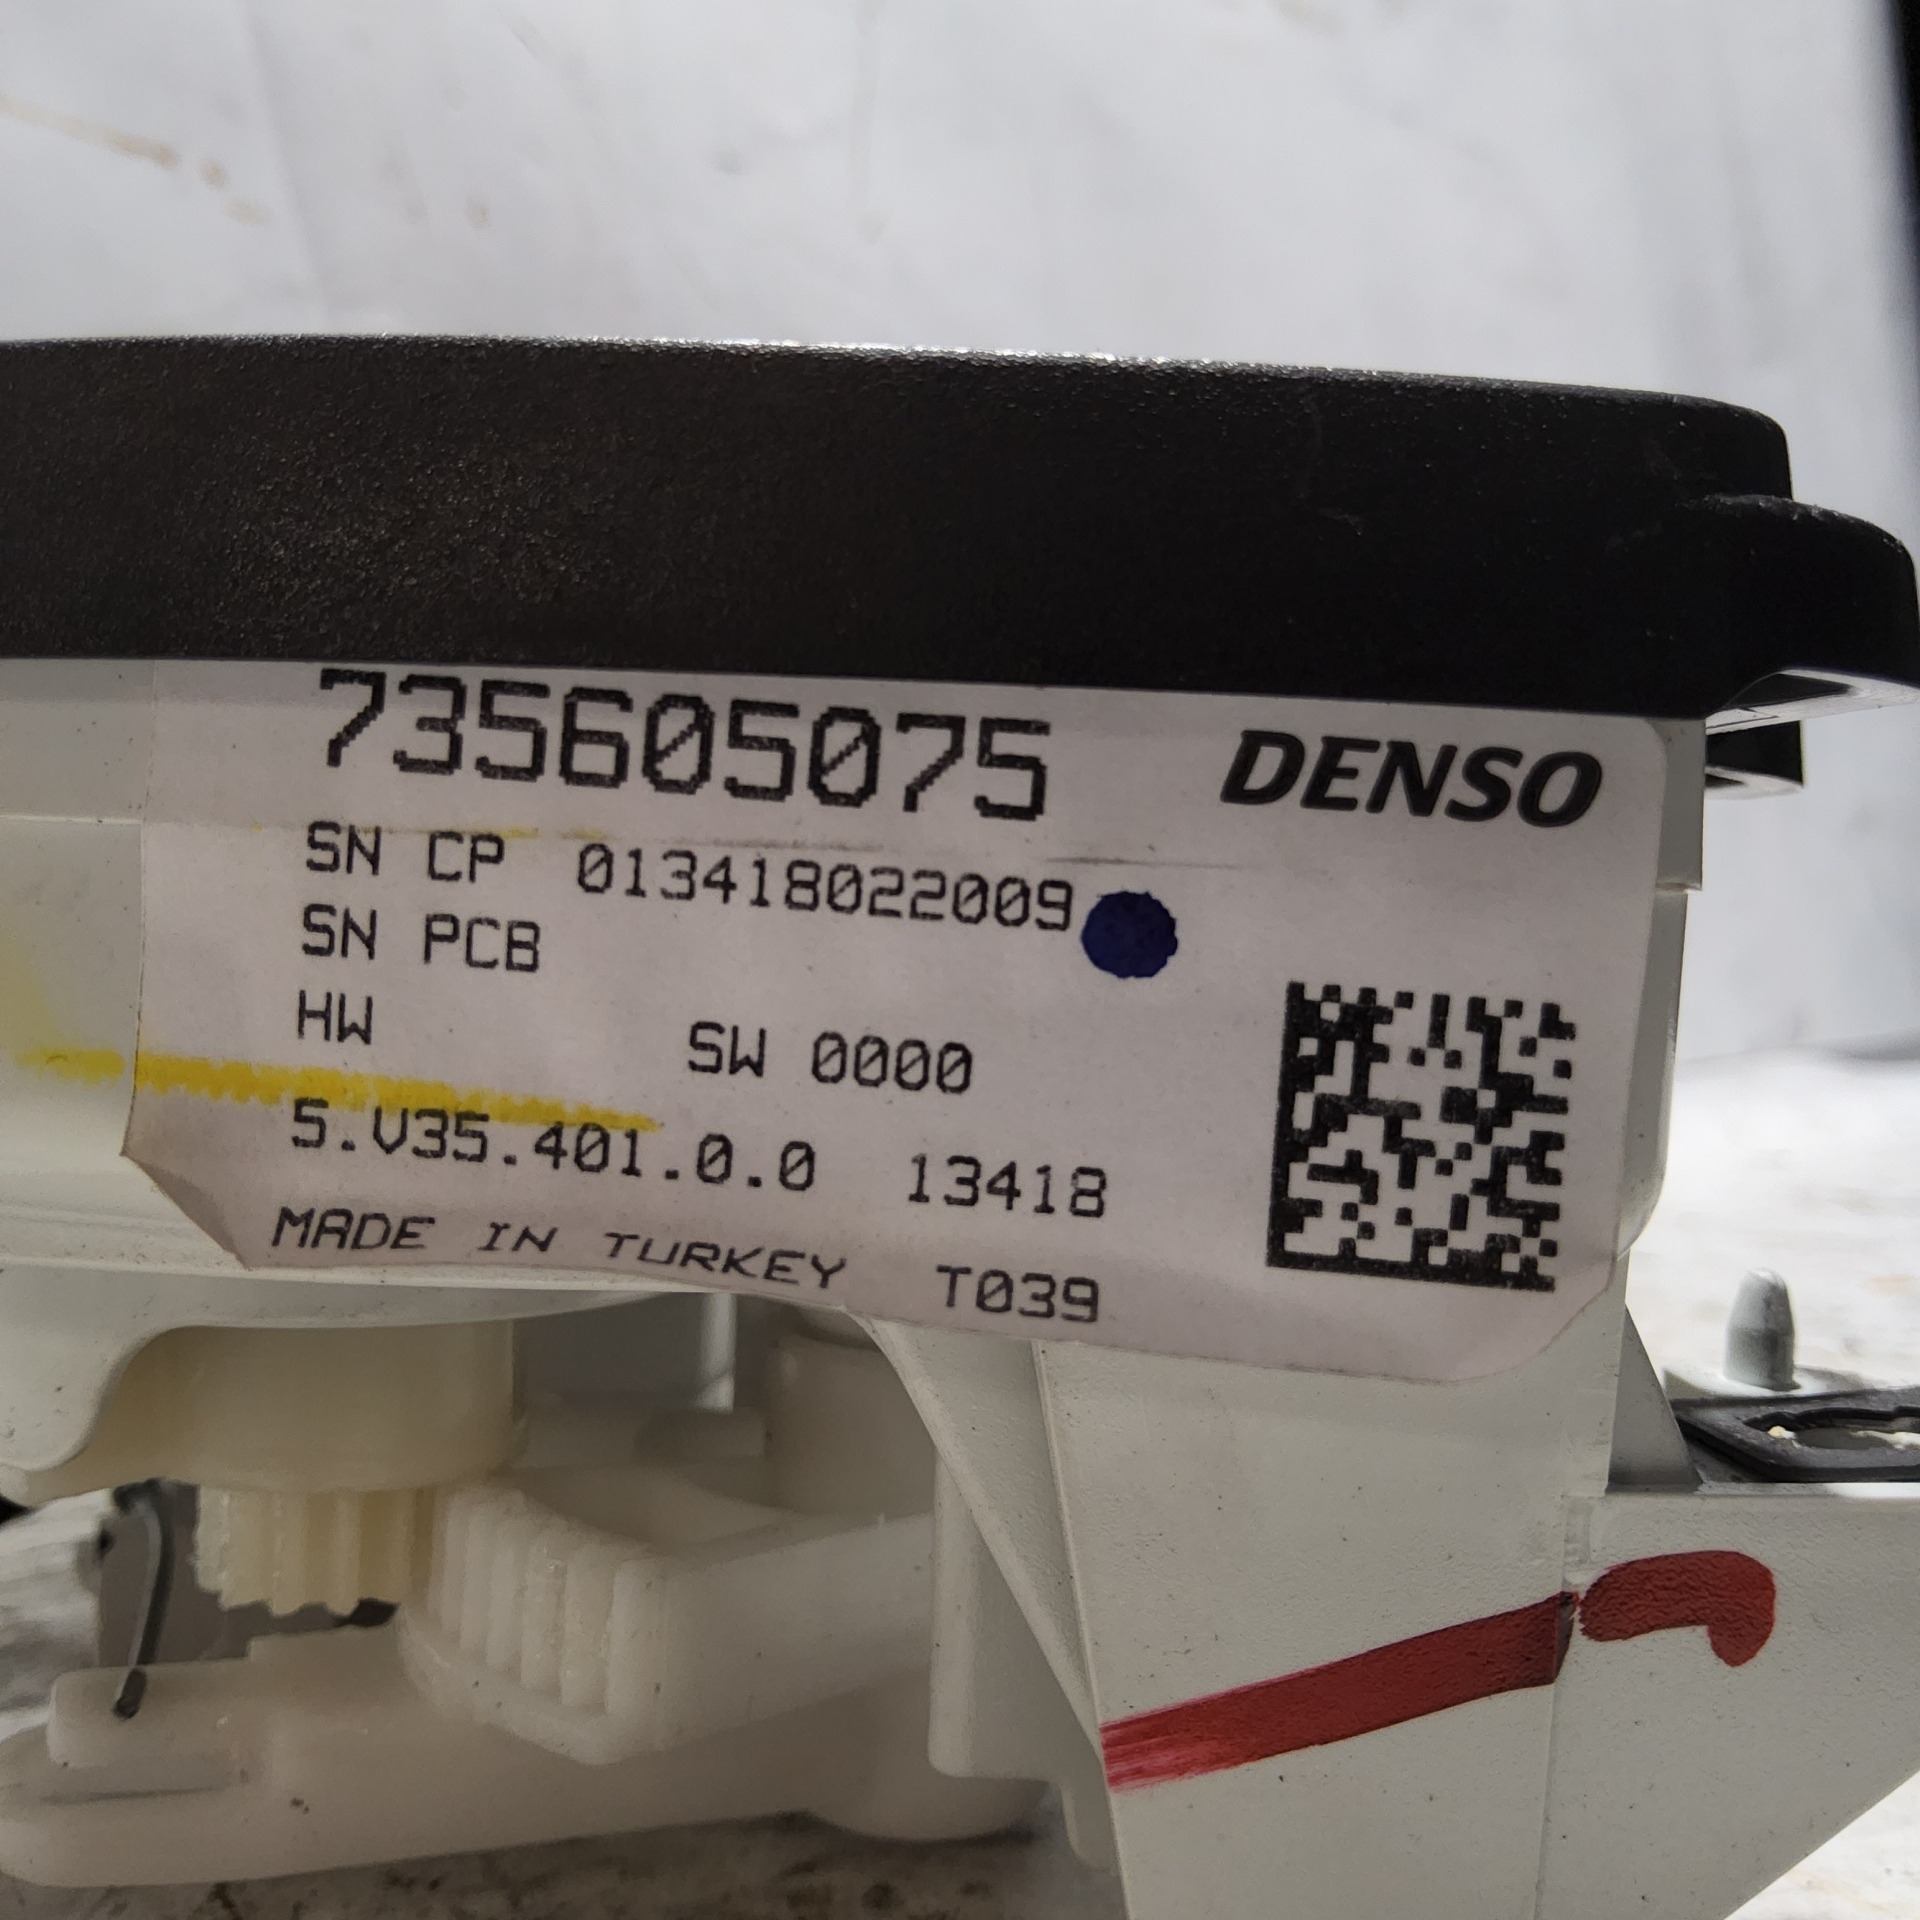 735605075 DENSO
SN CP 013418022009
SN PCB
HW SW 0000
5.V35.401.0.0 13418
MADE IN TURKEY T039